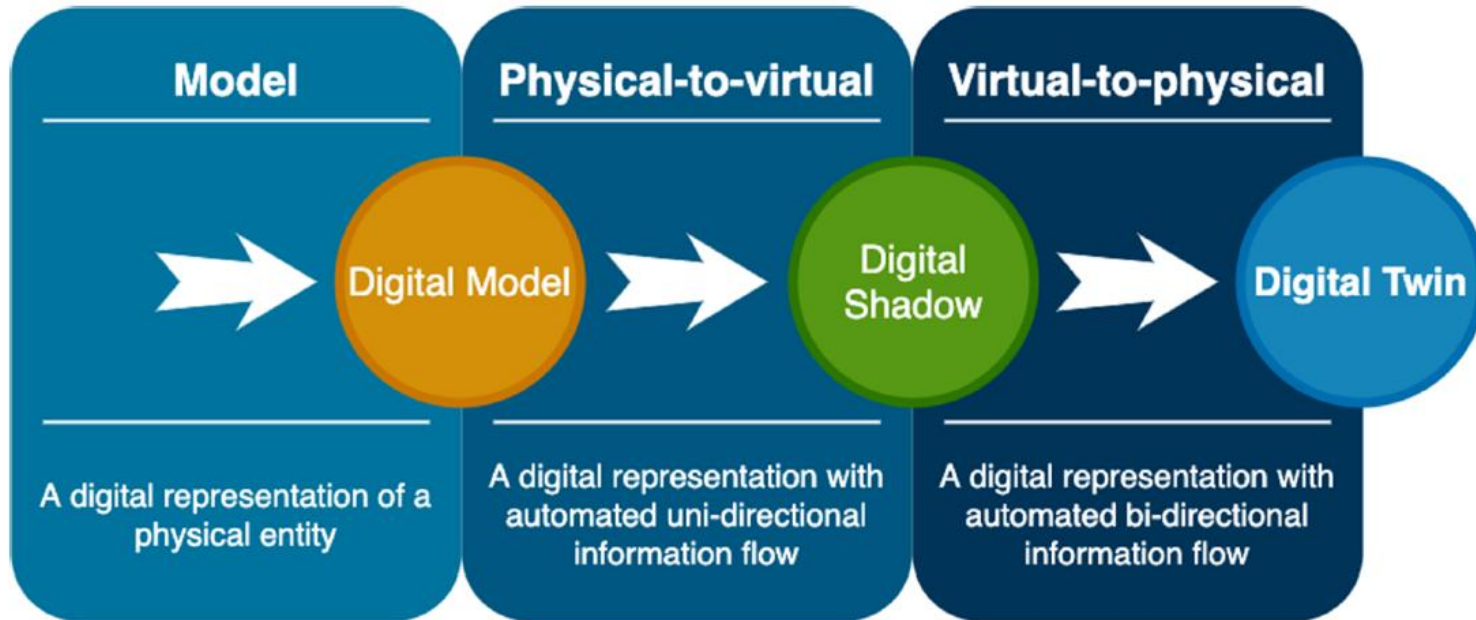 Model
Digital Model
A digital representation of a
physical entity
Physical-to-virtual
Digital
Shadow
A digital representation with
automated uni-directional
information flow
Virtual-to-physical
Digital Twin
A digital representation with
automated bi-directional
information flow